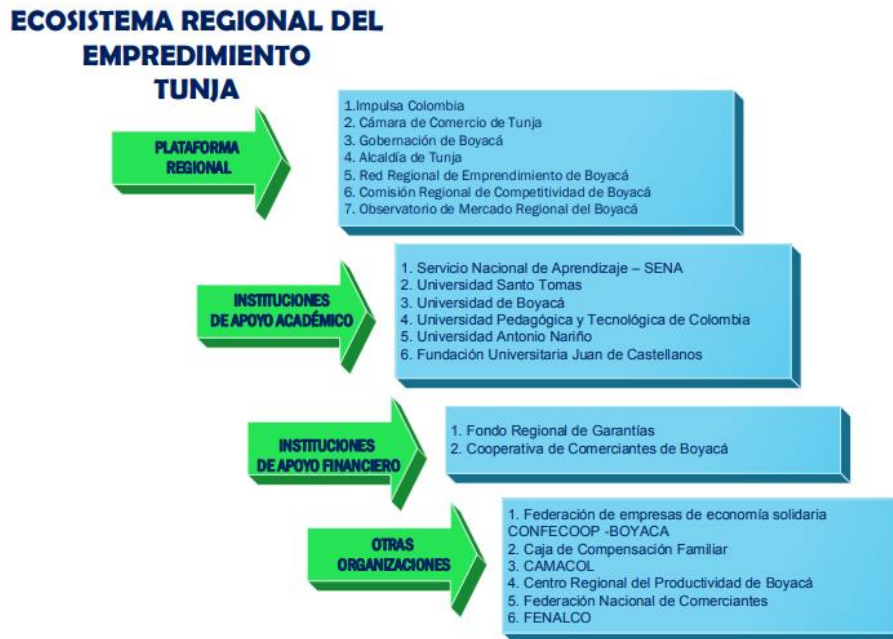 ECOSISTEMA REGIONAL DEL
EMPREDIMIENTO
TUNJA
PLATAFORMA
REGIONAL
1.Impulsa Colombia
2. Cámara de Comercio de Tunja
3. Gobernación de Boyacá
4. Alcaldía de Tunja
5. Red Regional de Emprendimiento de Boyacá
6. Comisión Regional de Competitividad de Boyacá
7. Observatorio de Mercado Regional del Boyacá
INSTITUCIONES
DE APOYO ACADÉMICO
1. Servicio Nacional de Aprendizaje – SENA
2. Universidad Santo Tomas
3. Universidad de Boyacá
4. Universidad Pedagógica y Tecnológica de Colombia
5. Universidad Antonio Nariño
6. Fundación Universitaria Juan de Castellanos
INSTITUCIONES
DE APOYO FINANCIERO
1. Fondo Regional de Garantías
2. Cooperativa de Comerciantes de Boyacá
OTRAS
ORGANIZACIONES
1. Federación de empresas de economía solidaria
CONFECOOP -BOYACA
2. Caja de Compensación Familiar
3. CAMACOL
4. Centro Regional del Productividad de Boyacá
5. Federación Nacional de Comerciantes
6. FENALCO